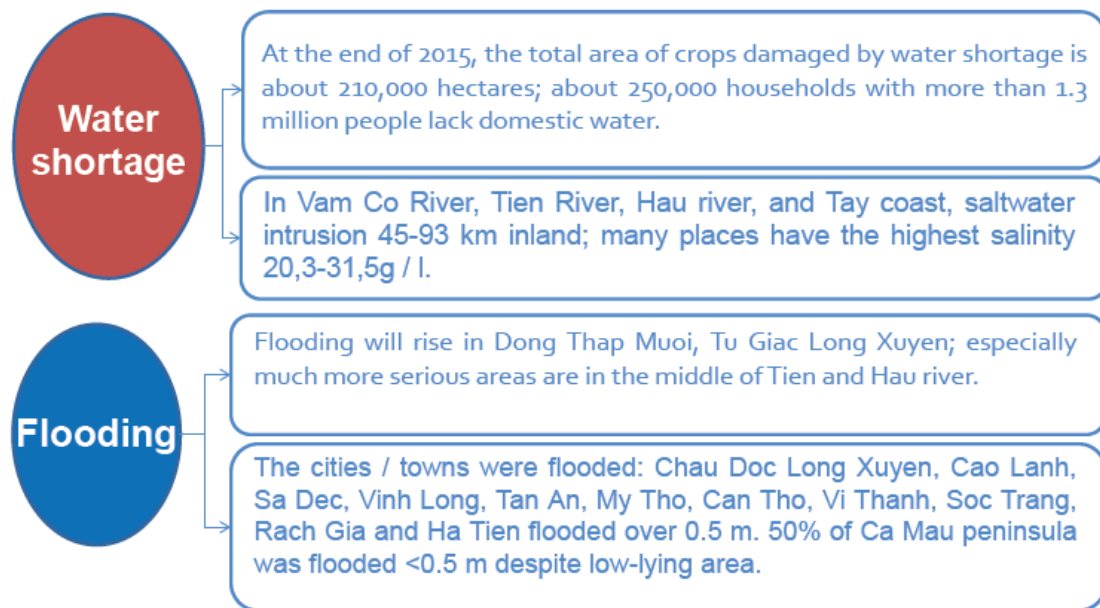 Water
shortage
At the end of 2015, the total area of crops damaged by water shortage is
about 210,000 hectares; about 250,000 households with more than 1.3
million people lack domestic water.
In Vam Co River, Tien River, Hau river, and Tay coast, saltwater
intrusion 45-93 km inland; many places have the highest salinity
20,3-31,5g / l.
Flooding
Flooding will rise in Dong Thap Muoi, Tu Giac Long Xuyen; especially
much more serious areas are in the middle of Tien and Hau river.
The cities / towns were flooded: Chau Doc Long Xuyen, Cao Lanh,
Sa Dec, Vinh Long, Tan An, My Tho, Can Tho, Vi Thanh, Soc Trang,
Rach Gia and Ha Tien flooded over 0.5 m. 50% of Ca Mau peninsula
was flooded <0.5 m despite low-lying area.